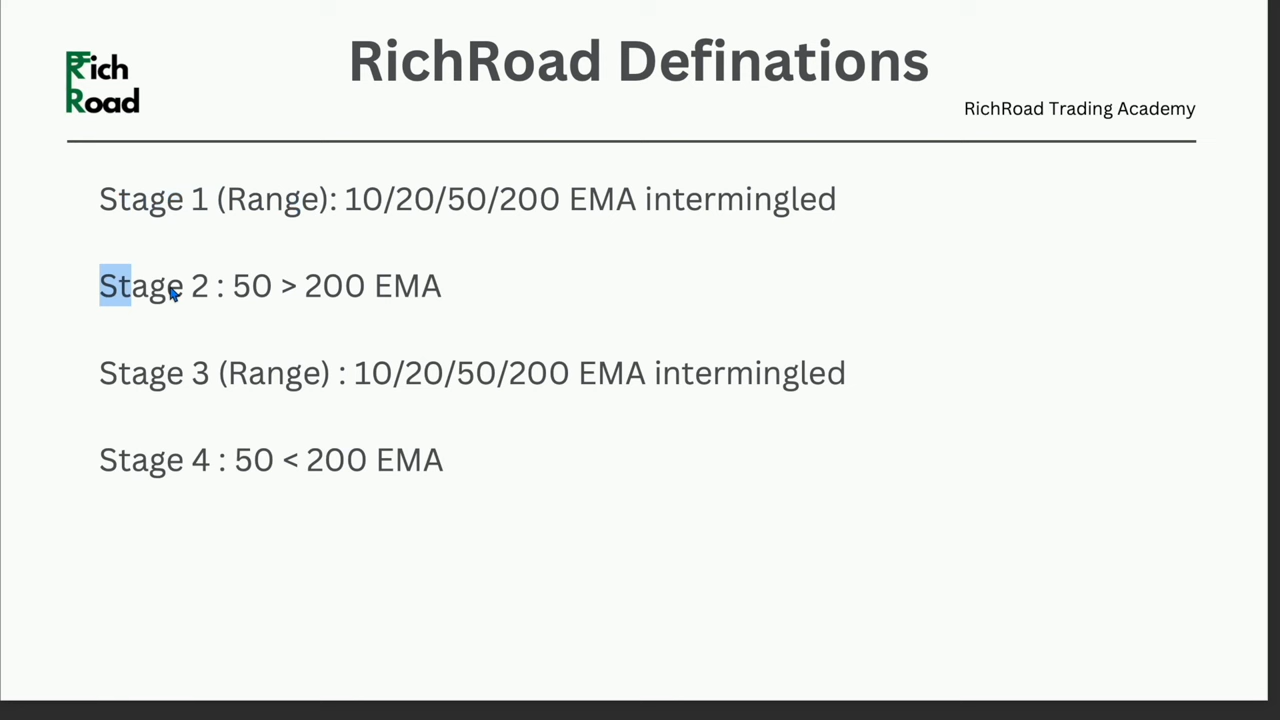 ₹ich
Road
RichRoad Definations
RichRoad Trading Academy
Stage 1 (Range): 10/20/50/200 EMA intermingled
Stage 2 : 50 > 200 EMA
Stage 3 (Range) : 10/20/50/200 EMA intermingled
Stage 4 : 50 < 200 EMA